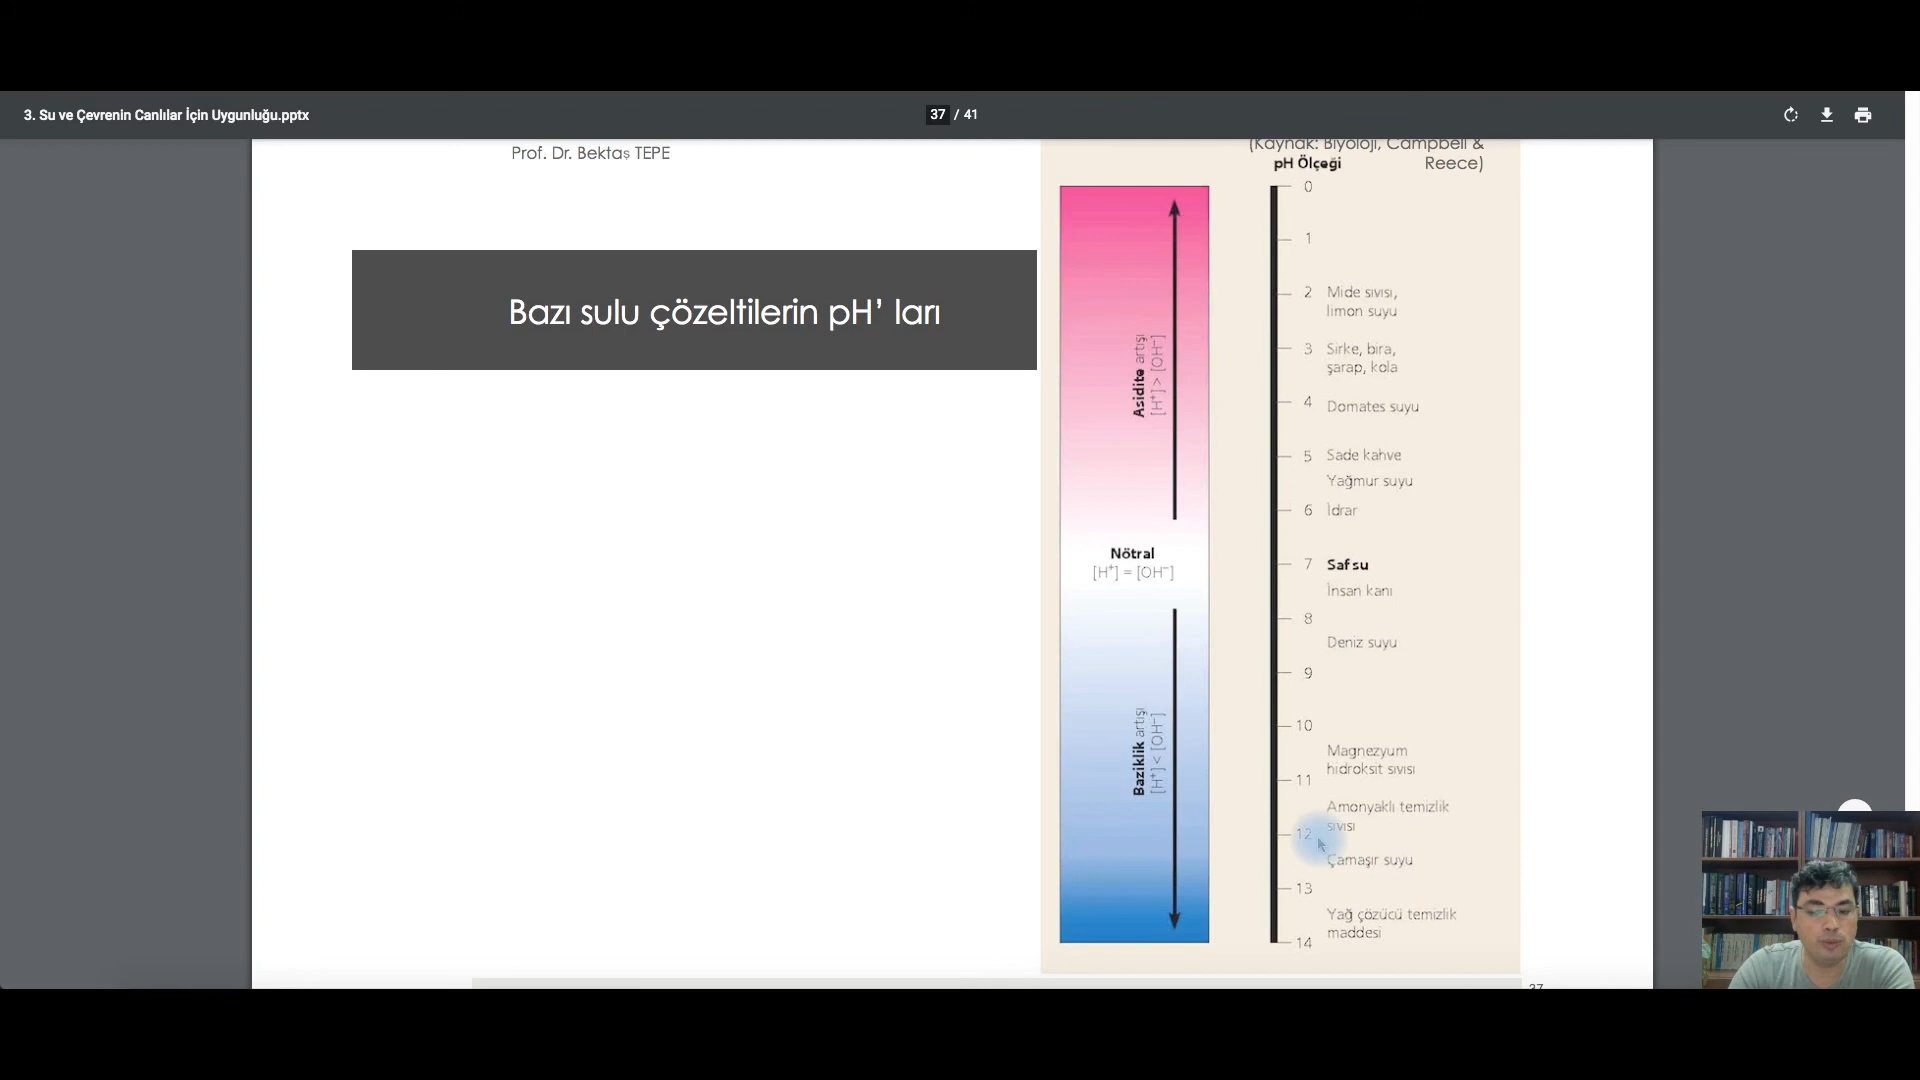 3. Su ve Çevrenin Canlılar İçin Uygunluğu.pptx
37 / 41
Prof. Dr. Bektaş TEPE
(Kaynak: Biyoloji, Campbell &
Reece)
Bazı sulu çözeltilerin pH’ ları
Asidite artışı
[H⁺] > [OH⁻]
Nötral
[H⁺] = [OH⁻]
Baziklik artışı
[H⁺] < [OH⁻]
pH Ölçeği
0
1
2 Mide sıvısı,
limon suyu
3 Sirke, bira,
şarap, kola
4 Domates suyu
5 Sade kahve
Yağmur suyu
6 İdrar
7 Saf su
İnsan kanı
8
Deniz suyu
9
10
Magnezyum
hidroksit sıvısı
11
Amonyaklı temizlik
sıvısı
12
Çamaşır suyu
13
Yağ çözücü temizlik
maddesi
14
37